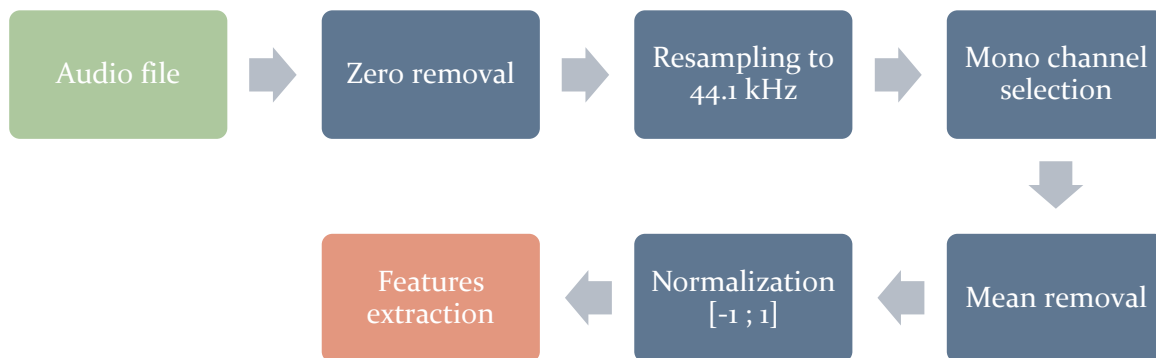 Audio file
Zero removal
Resampling to
44.1 kHz
Mono channel
selection
Mean removal
Normalization
[-1 ; 1]
Features
extraction